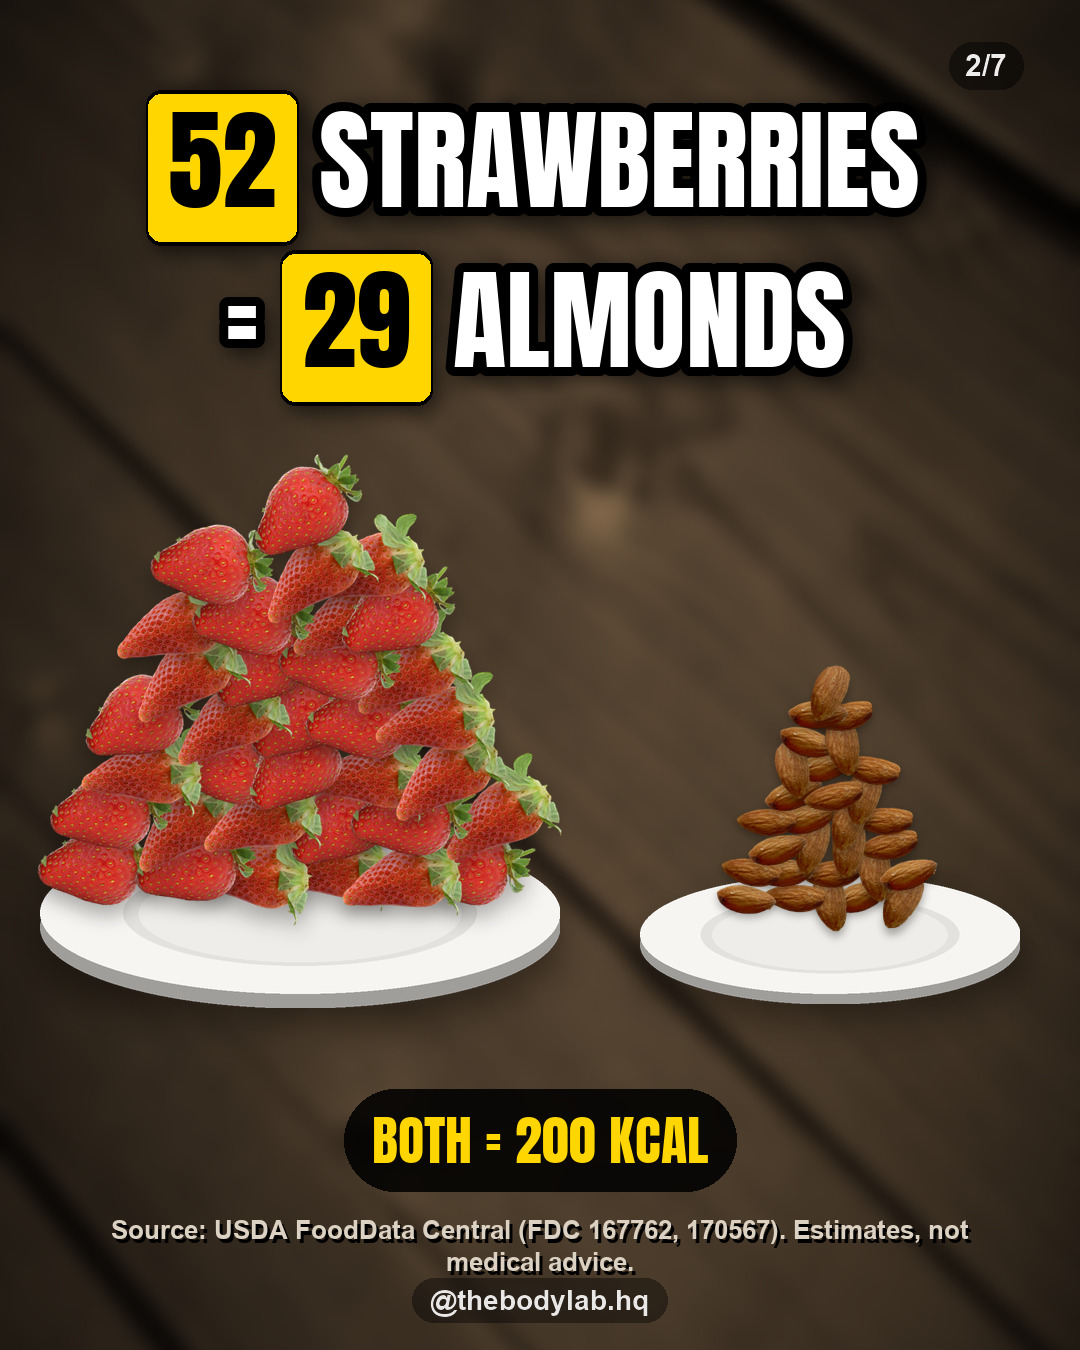 2/7
52 STRAWBERRIES
= 29 ALMONDS
BOTH = 200 KCAL
Source: USDA FoodData Central (FDC 167762, 170567). Estimates, not
medical advice.
@thebodylab.hq